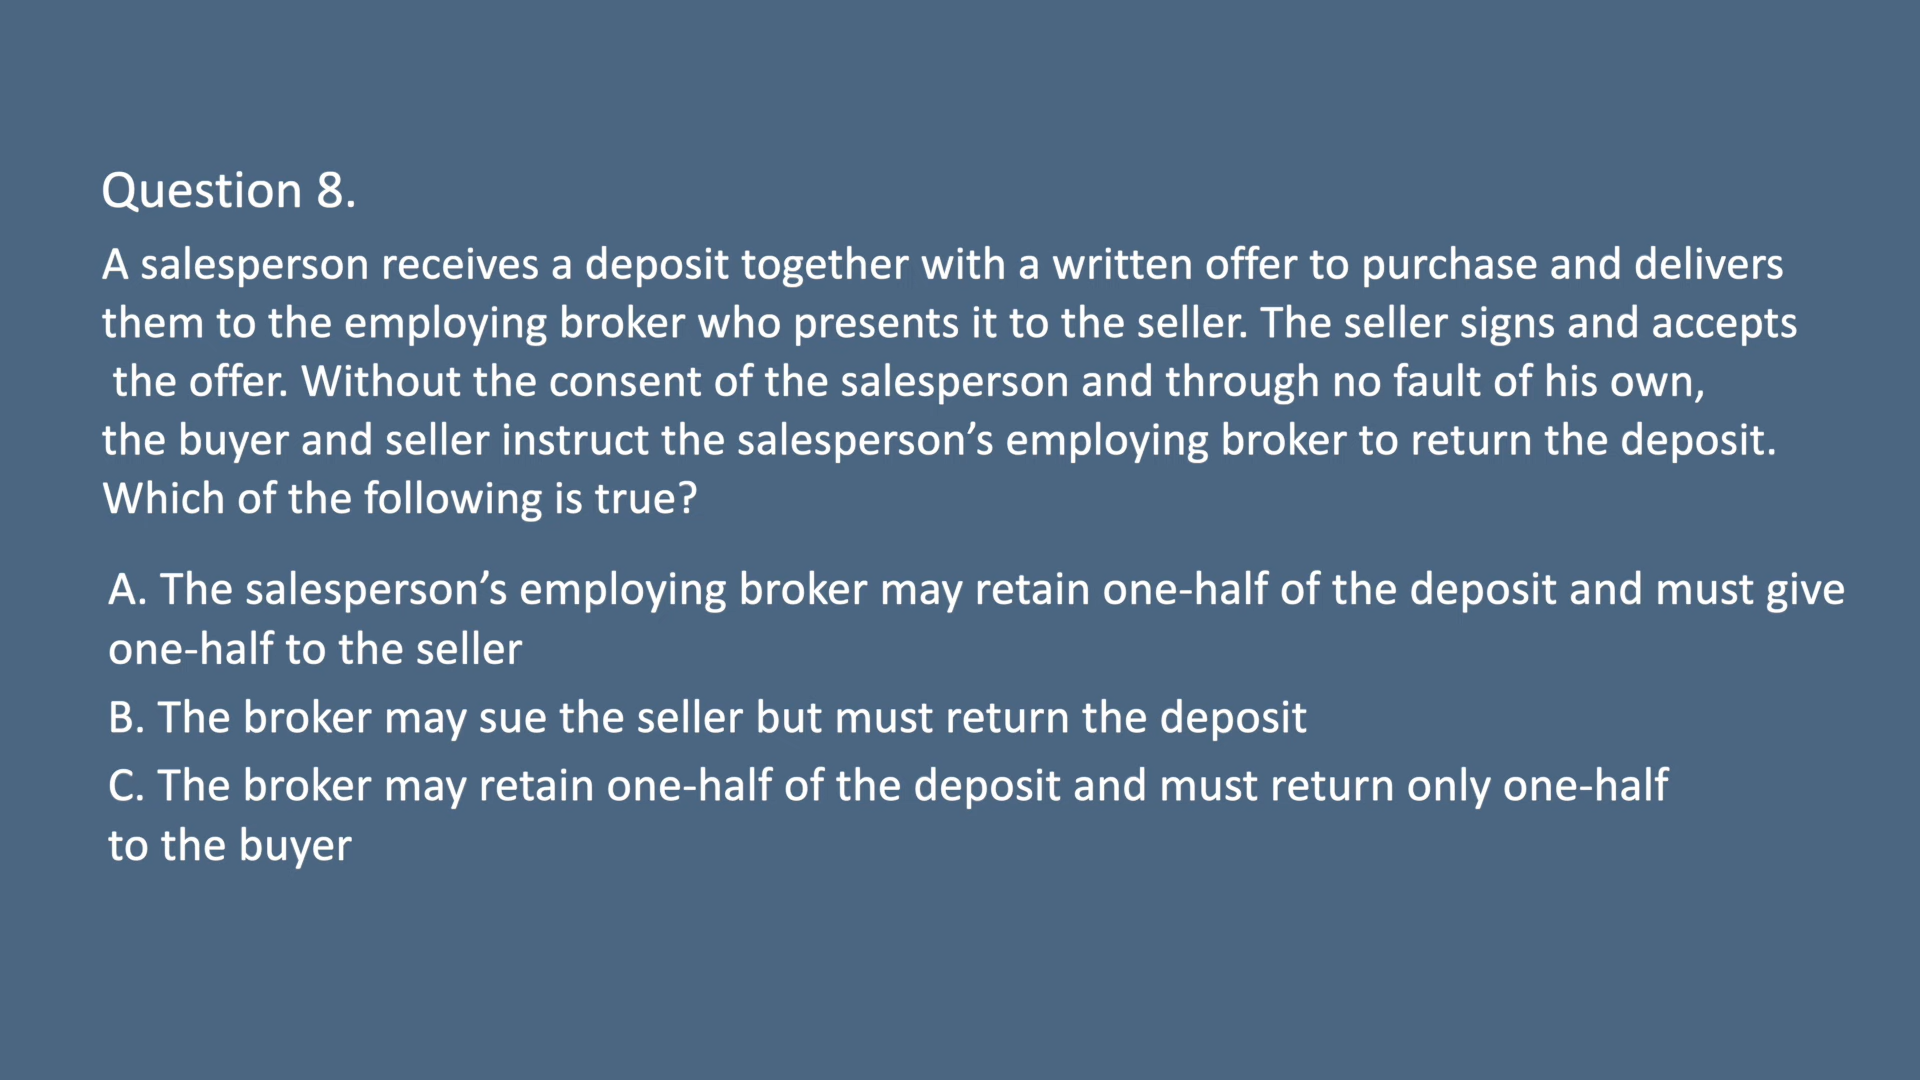 Question 8.
A salesperson receives a deposit together with a written offer to purchase and delivers
them to the employing broker who presents it to the seller. The seller signs and accepts
the offer. Without the consent of the salesperson and through no fault of his own,
the buyer and seller instruct the salesperson’s employing broker to return the deposit.
Which of the following is true?
A. The salesperson’s employing broker may retain one-half of the deposit and must give
one-half to the seller
B. The broker may sue the seller but must return the deposit
C. The broker may retain one-half of the deposit and must return only one-half
to the buyer